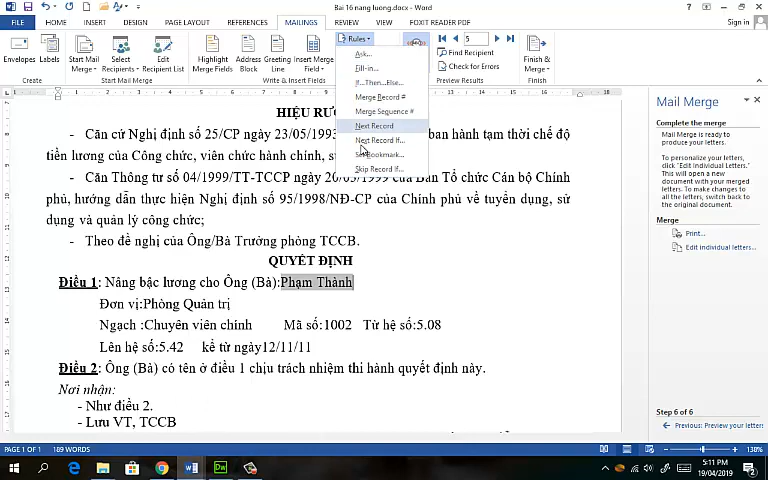 Bai 16 nang luong.docx - Word
FILE HOME INSERT DESIGN PAGE LAYOUT REFERENCES MAILINGS REVIEW VIEW FOXIT READER PDF Sign in
Envelopes Labels
Start Mail Merge Select Recipients Edit Recipient List
Highlight Merge Fields Address Block Greeting Line Insert Merge Field
Rules
Ask...
Fill-in...
If...Then...Else...
Merge Record #
Merge Sequence #
Next Record
Next Record If...
Set Bookmark...
Skip Record If...
5
Find Recipient
Check for Errors
Finish & Merge
Create Start Mail Merge Write & Insert Fields Preview Results Finish
HIỆU
- Căn cứ Nghị định số 25/CP ngày 23/05/1993 ban hành tạm thời chế độ
tiền lương của Công chức, viên chức hành chính,
- Căn Thông tư số 04/1999/TT-TCCP ngày 20/03/1999 của Ban Tổ chức Cán bộ Chính
phủ, hướng dẫn thực hiện Nghị định số 95/1998/NĐ-CP của Chính phủ về tuyển dụng, sử
dụng và quản lý công chức;
- Theo đề nghị của Ông/Bà Trưởng phòng TCCB.
QUYẾT ĐỊNH
Điều 1: Nâng bậc lương cho Ông (Bà):Phạm Thành
Đơn vị:Phòng Quản trị
Ngạch :Chuyên viên chính Mã số:1002 Từ hệ số:5.08
Lên hệ số:5.42 kể từ ngày12/11/11
Điều 2: Ông (Bà) có tên ở điều 1 chịu trách nhiệm thi hành quyết định này.
Nơi nhận:
- Như điều 2.
- Lưu VT, TCCB
Mail Merge
Complete the merge
Mail Merge is ready to
produce your letters.
To personalize your letters,
click "Edit Individual Letters."
This will open a new
document with your merged
letters. To make changes to
all the letters, switch back to
the original document.
Merge
Print...
Edit individual letters...
Step 6 of 6
Previous: Preview your letters
PAGE 1 OF 1 189 WORDS 138%
5:11 PM
19/04/2019